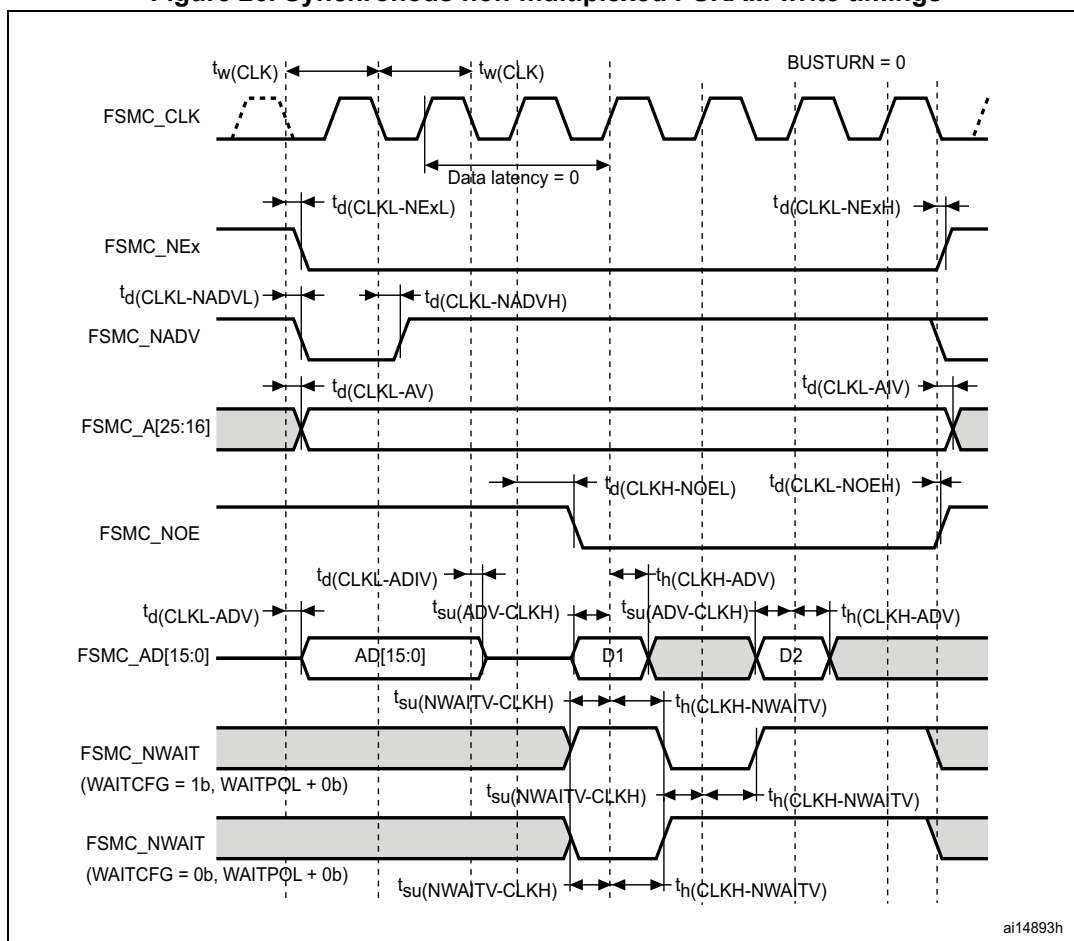 tw(CLK) tw(CLK) BUSTURN = 0
FSMC_CLK
Data latency = 0
td(CLKL-NExL) td(CLKL-NExH)
FSMC_NEx
td(CLKL-NADVL) td(CLKL-NADVH)
FSMC_NADV
td(CLKL-AV) td(CLKL-AIV)
FSMC_A[25:16]
td(CLKH-NOEL) td(CLKL-NOEH)
FSMC_NOE
td(CLKL-ADIV) th(CLKH-ADV)
td(CLKL-ADV) tsu(ADV-CLKH) tsu(ADV-CLKH) th(CLKH-ADV)
FSMC_AD[15:0] AD[15:0] D1 D2
tsu(NWAITV-CLKH) th(CLKH-NWAITV)
FSMC_NWAIT
(WAITCFG = 1b, WAITPOL + 0b)
tsu(NWAITV-CLKH) th(CLKH-NWAITV)
FSMC_NWAIT
(WAITCFG = 0b, WAITPOL + 0b)
tsu(NWAITV-CLKH) th(CLKH-NWAITV)
ai14893h